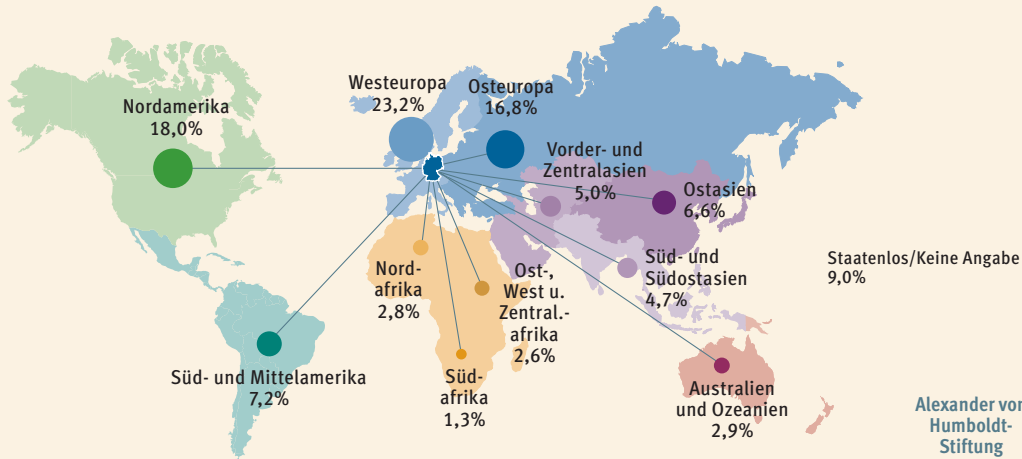 Nordamerika
18,0%
Westeuropa
23,2%
Osteuropa
16,8%
Vorder- und
Zentralasien
5,0%
Ostasien
6,6%
Süd- und
Südostasien
4,7%
Staatenlos/Keine Angabe
9,0%
Nord-
afrika
2,8%
Ost-,
West u.
Zentral.-
afrika
2,6%
Süd-
afrika
1,3%
Süd- und Mittelamerika
7,2%
Australien
und Ozeanien
2,9%
Alexander von
Humboldt-
Stiftung